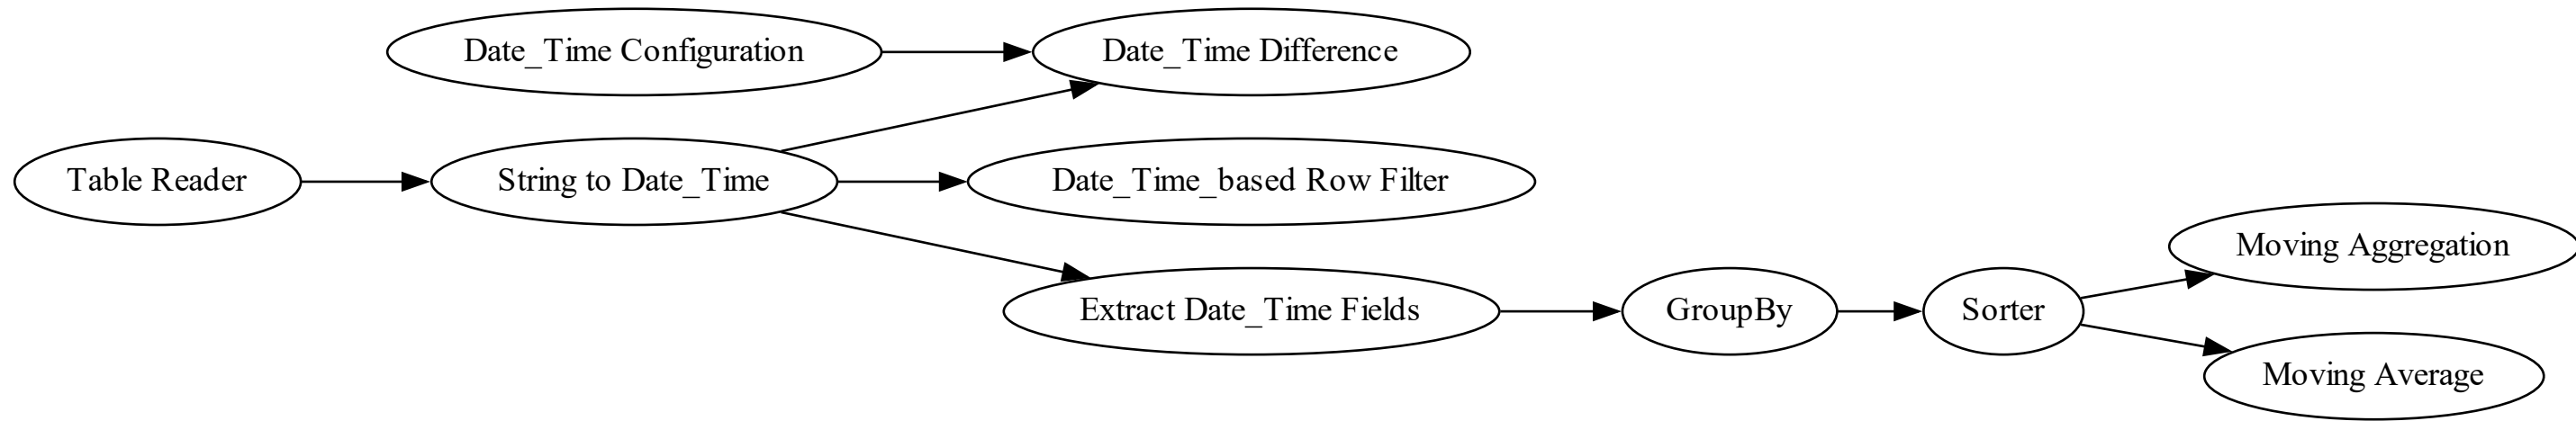 Date_Time Configuration
Date_Time Difference
Table Reader
String to Date_Time
Date_Time_based Row Filter
Extract Date_Time Fields
GroupBy
Sorter
Moving Aggregation
Moving Average